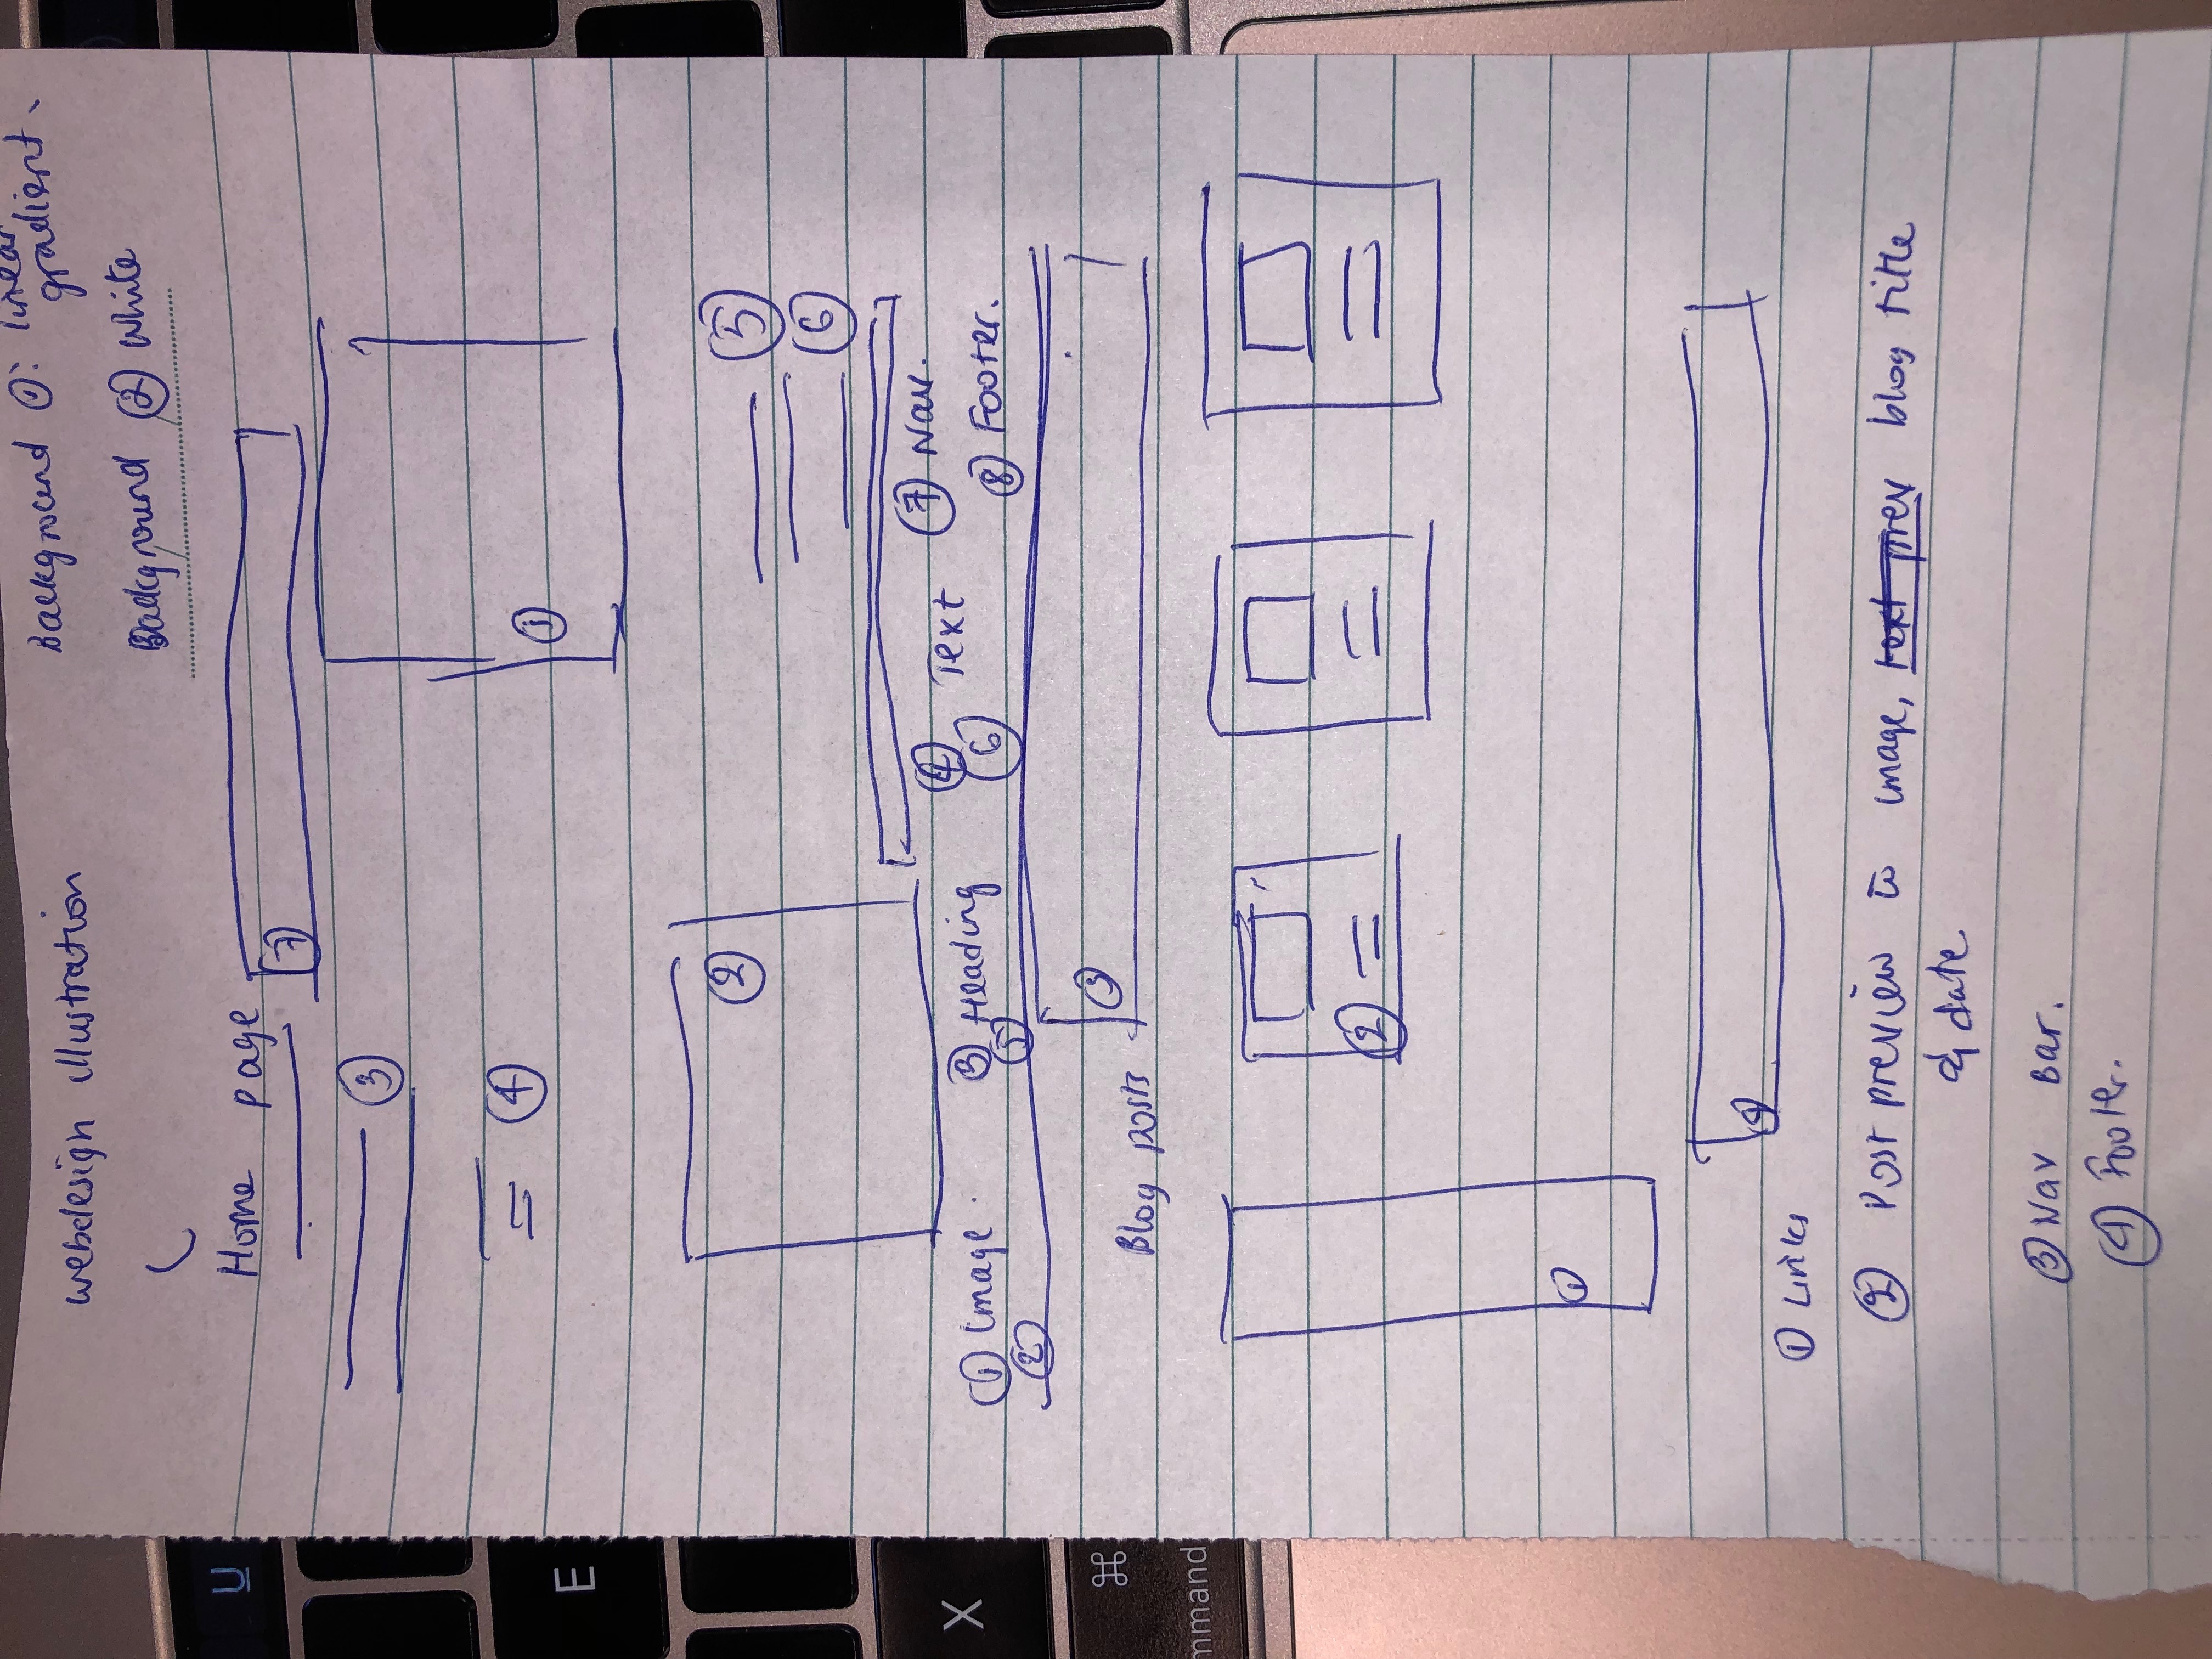 webdesign illustration
Background ①: linear
gradient.
Background ② White
Home page
⑦
③
④
①
②
⑤
⑥
① Image.
②
③ Heading
⑤
④ Text
⑥
⑦ Nav.
⑧ Footer.
③
Blog posts
②
①
④
① Links
② Post preview image, text prev blog title
& date
③ Nav Bar.
④ Footer.
U
E
X
⌘
mmand